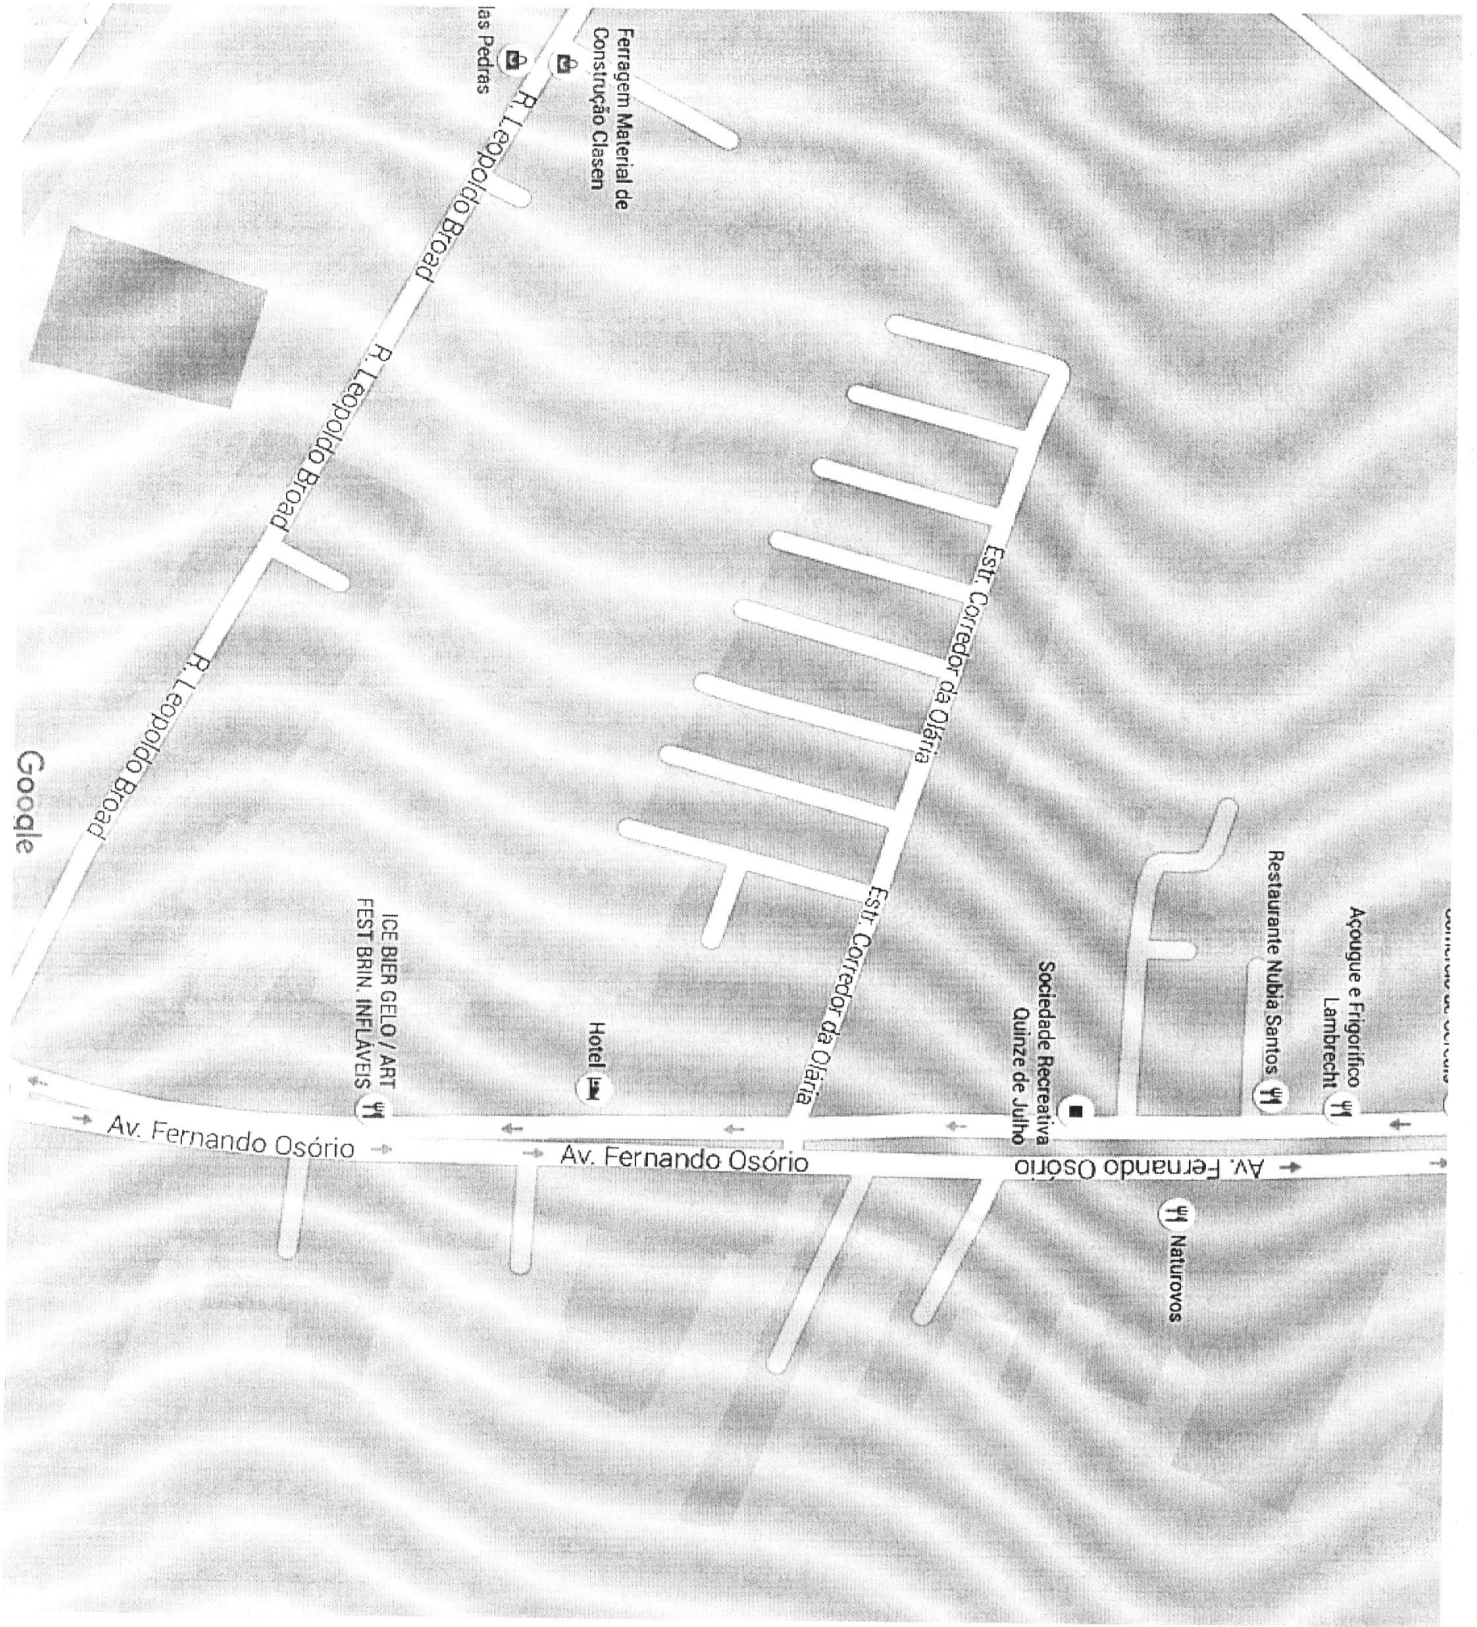 las Pedras
Ferragem Material de
Construção Clasen
R. Leopoldo Broad
R. Leopoldo Broad
R. Leopoldo Broad
Estr. Corredor da Olária
Estr. Corredor da Olária
Google
ICE BIER GELO / ART
FEST BRIN. INFLÁVEIS
Hotel
Sociedade Recreativa
Quinze de Julho
Restaurante Nubia Santos
Açougue e Frigorífico
Lambrecht
Av. Fernando Osório
Av. Fernando Osório
Av. Fernando Osório
Naturovos